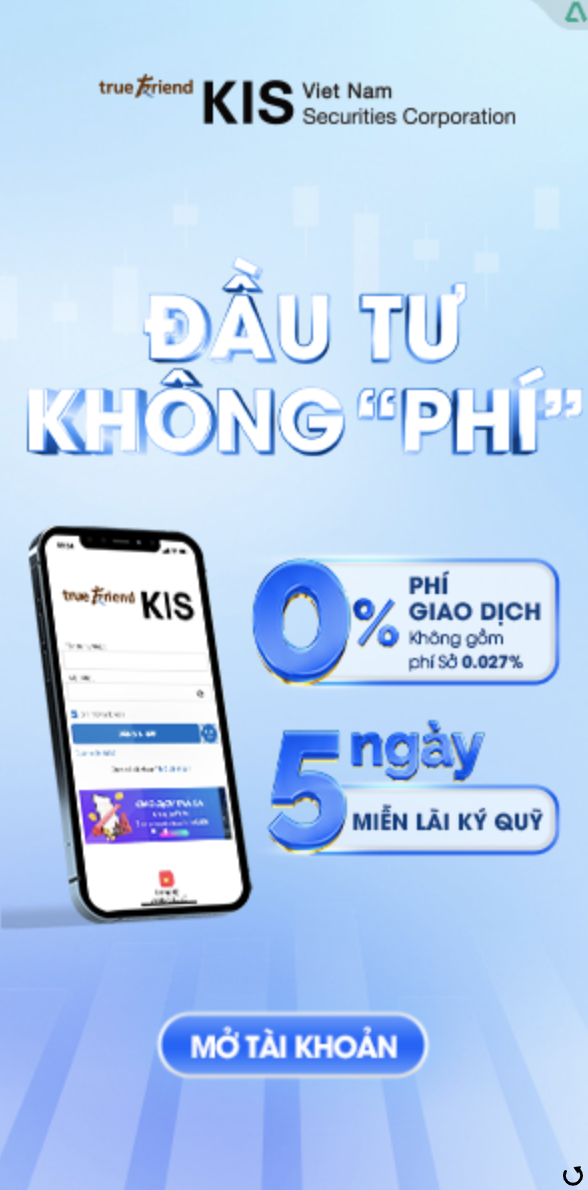 true Friend KIS Viet Nam
Securities Corporation
ĐẦU TƯ
KHÔNG “PHÍ”
true Friend KIS
0% PHÍ
GIAO DỊCH
Không gồm
phí Sở 0.027%
5 ngày
MIỄN LÃI KÝ QUỸ
MỞ TÀI KHOẢN